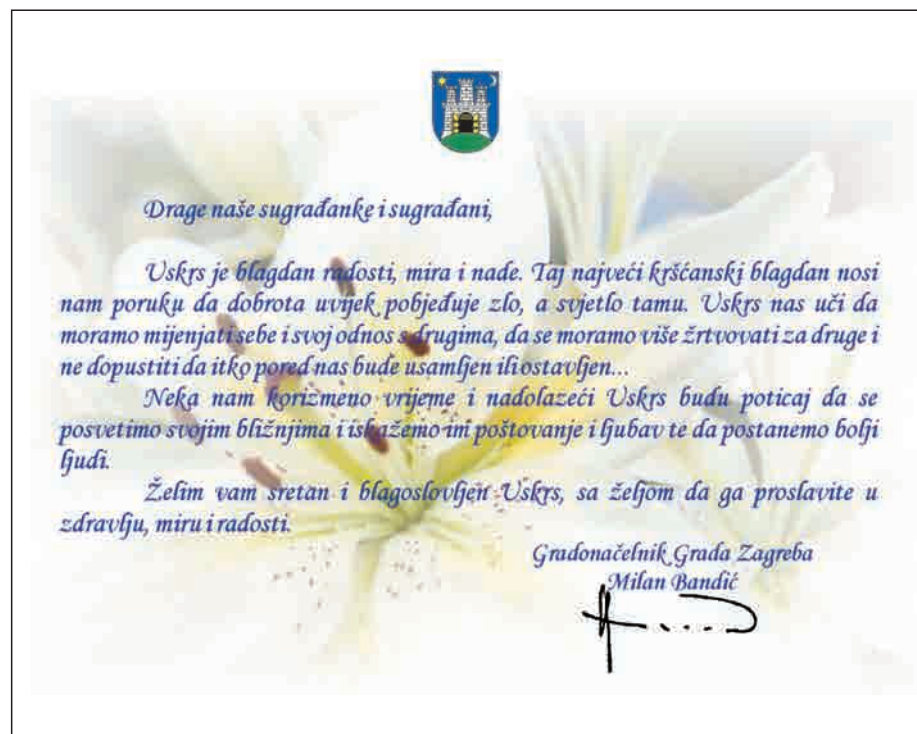 Drage naše sugrađanke i sugrađani,
Uskrs je blagdan radosti, mira i nade. Taj najveći kršćanski blagdan nosi
nam poruku da dobrota uvijek pobjeđuje zlo, a svjetlo tamu. Uskrs nas uči da
moramo mijenjati sebe i svoj odnos s drugima, da se moramo više žrtvovati za druge i
ne dopustiti da itko pored nas bude usamljen ili ostavljen...
Neka nam korizmeno vrijeme i nadolazeći Uskrs budu poticaj da se
posvetimo svojim bližnjima i iskažemo im poštovanje i ljubav te da postanemo bolji
ljudi.
Želim vam sretan i blagoslovljen Uskrs, sa željom da ga proslavite u
zdravlju, miru i radosti.
Gradonačelnik Grada Zagreba
Milan Bandić